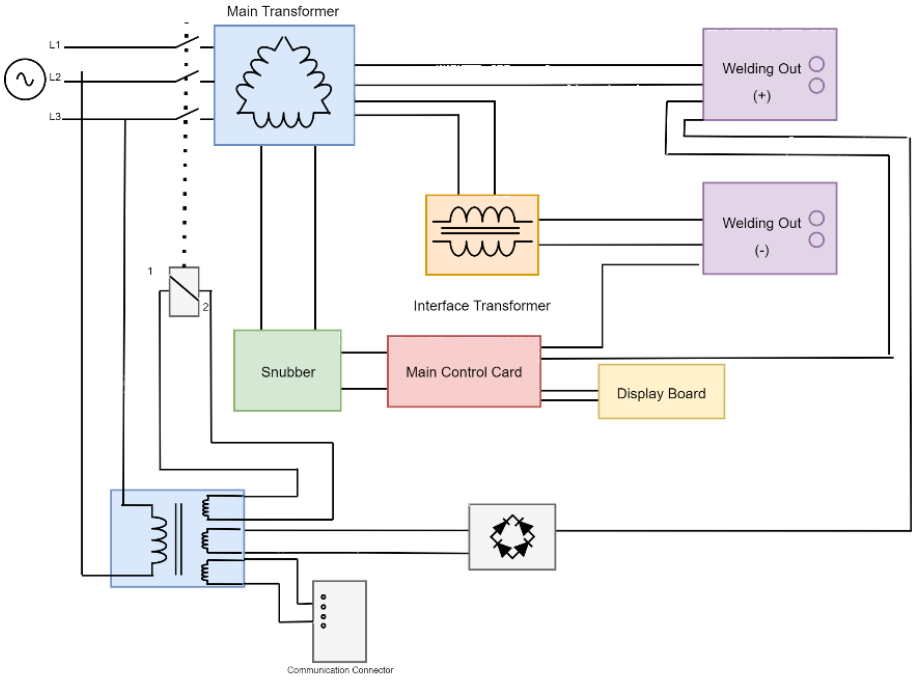 Main Transformer
L1
L2
L3
Welding Out
(+)
Welding Out
(-)
1
2
Interface Transformer
Snubber
Main Control Card
Display Board
Communication Connector